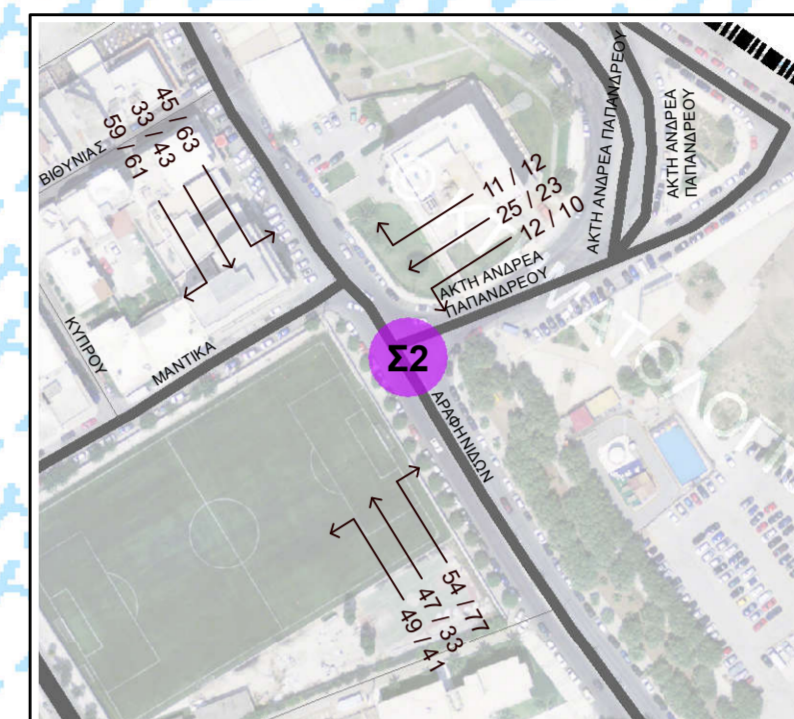 45 / 63
33 / 43
59 / 61
ΒΙΘΥΝΙΑΣ
11 / 12
25 / 23
12 / 10
ΑΚΤΗ ΑΝΔΡΕΑ ΠΑΠΑΝΔΡΕΟΥ
ΑΚΤΗ ΑΝΔΡΕΑ
ΠΑΠΑΝΔΡΕΟΥ
ΑΚΤΗ ΑΝΔΡΕΑ
ΠΑΠΑΝΔΡΕΟΥ
ΚΥΠΡΟΥ
ΜΑΝΤΙΚΑ
Σ2
ΑΡΑΦΗΝΙΔΩΝ
54 / 77
47 / 33
49 / 41